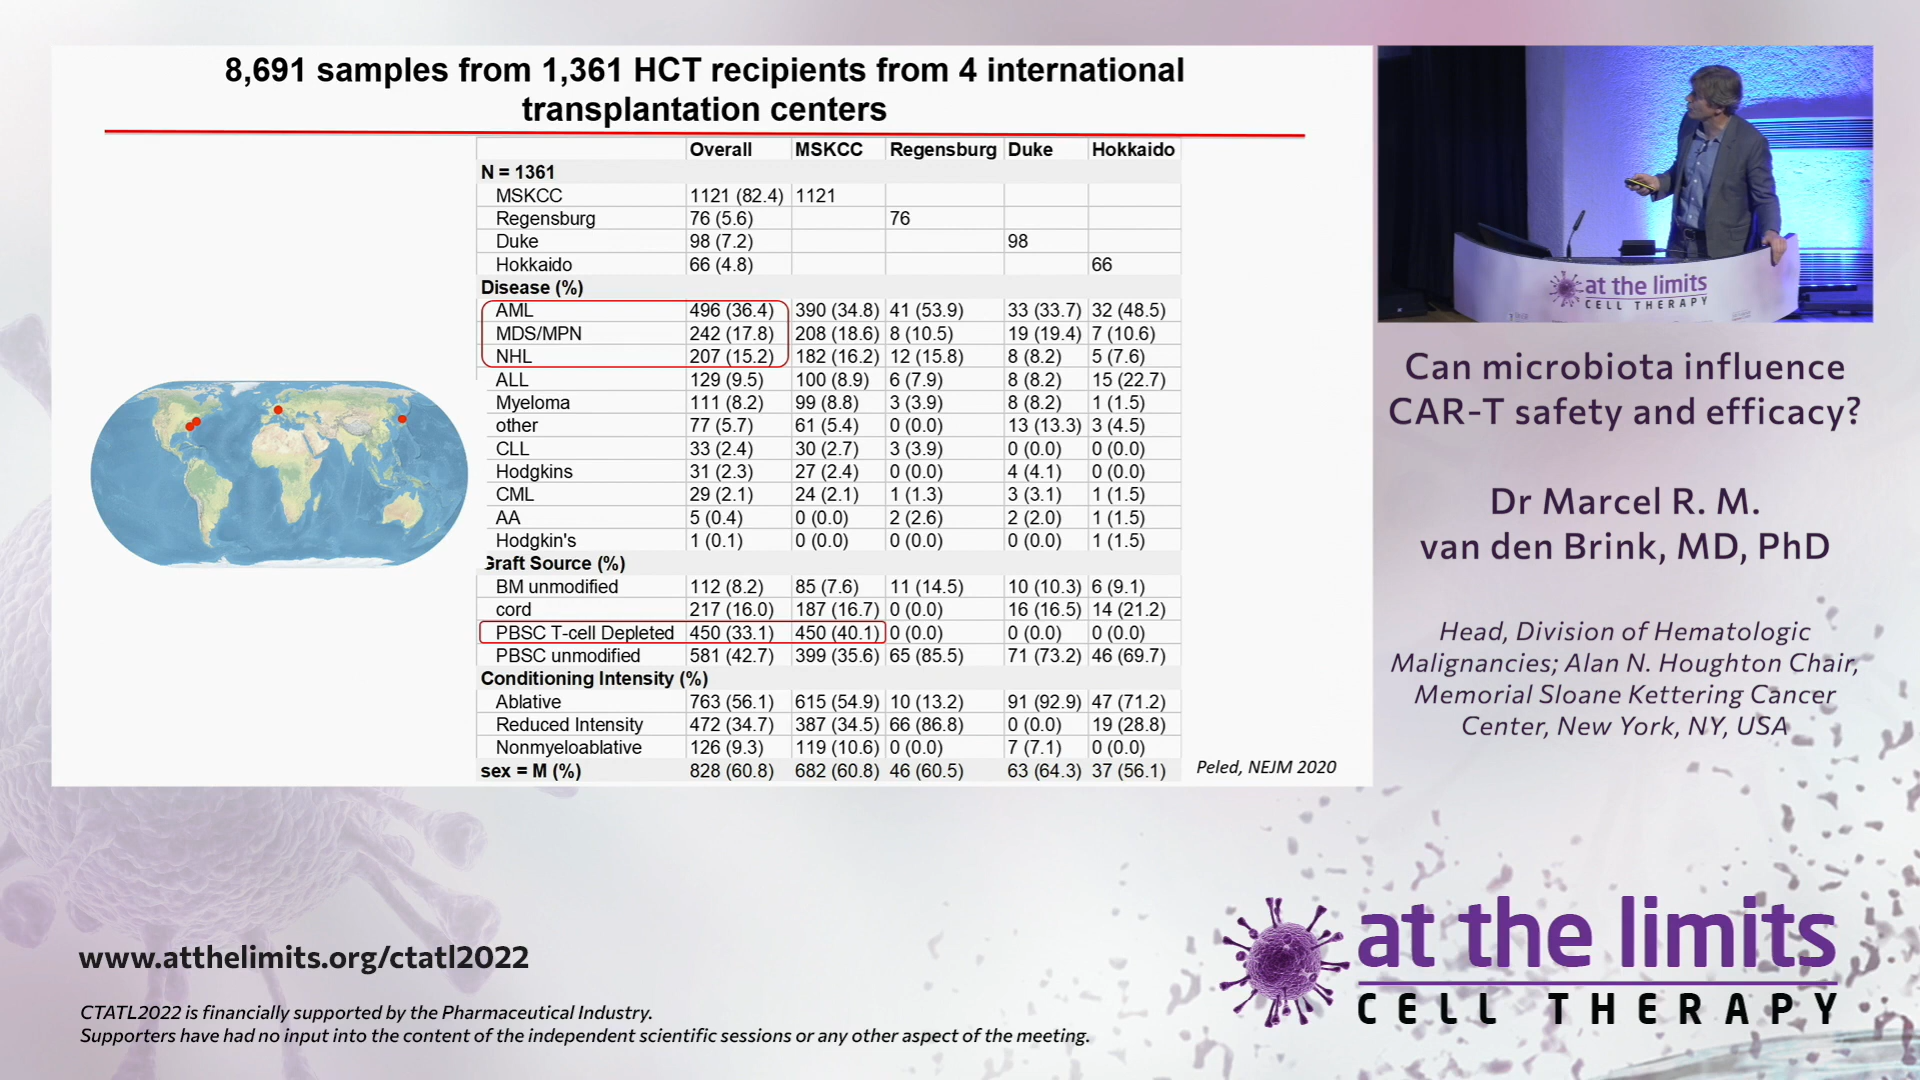 8,691 samples from 1,361 HCT recipients from 4 international
transplantation centers
Overall MSKCC Regensburg Duke Hokkaido
N = 1361
MSKCC 1121 (82.4) 1121
Regensburg 76 (5.6) 76
Duke 98 (7.2) 98
Hokkaido 66 (4.8) 66
Disease (%)
AML 496 (36.4) 390 (34.8) 41 (53.9) 33 (33.7) 32 (48.5)
MDS/MPN 242 (17.8) 208 (18.6) 8 (10.5) 19 (19.4) 7 (10.6)
NHL 207 (15.2) 182 (16.2) 12 (15.8) 8 (8.2) 5 (7.6)
ALL 129 (9.5) 100 (8.9) 6 (7.9) 8 (8.2) 15 (22.7)
Myeloma 111 (8.2) 99 (8.8) 3 (3.9) 8 (8.2) 1 (1.5)
other 77 (5.7) 61 (5.4) 0 (0.0) 13 (13.3) 3 (4.5)
CLL 33 (2.4) 30 (2.7) 3 (3.9) 0 (0.0) 0 (0.0)
Hodgkins 31 (2.3) 27 (2.4) 0 (0.0) 4 (4.1) 0 (0.0)
CML 29 (2.1) 24 (2.1) 1 (1.3) 3 (3.1) 1 (1.5)
AA 5 (0.4) 0 (0.0) 2 (2.6) 2 (2.0) 1 (1.5)
Hodgkin's 1 (0.1) 0 (0.0) 0 (0.0) 0 (0.0) 1 (1.5)
Graft Source (%)
BM unmodified 112 (8.2) 85 (7.6) 11 (14.5) 10 (10.3) 6 (9.1)
cord 217 (16.0) 187 (16.7) 0 (0.0) 16 (16.5) 14 (21.2)
PBSC T-cell Depleted 450 (33.1) 450 (40.1) 0 (0.0) 0 (0.0) 0 (0.0)
PBSC unmodified 581 (42.7) 399 (35.6) 65 (85.5) 71 (73.2) 46 (69.7)
Conditioning Intensity (%)
Ablative 763 (56.1) 615 (54.9) 10 (13.2) 91 (92.9) 47 (71.2)
Reduced Intensity 472 (34.7) 387 (34.5) 66 (86.8) 0 (0.0) 19 (28.8)
Nonmyeloablative 126 (9.3) 119 (10.6) 0 (0.0) 7 (7.1) 0 (0.0)
sex = M (%) 828 (60.8) 682 (60.8) 46 (60.5) 63 (64.3) 37 (56.1)
Peled, NEJM 2020
at the limits
CELL THERAPY
Can microbiota influence
CAR-T safety and efficacy?
Dr Marcel R. M.
van den Brink, MD, PhD
Head, Division of Hematologic
Malignancies; Alan N. Houghton Chair,
Memorial Sloane Kettering Cancer
Center, New York, NY, USA
www.atthelimits.org/ctatl2022
CTATL2022 is financially supported by the Pharmaceutical Industry.
Supporters have had no input into the content of the independent scientific sessions or any other aspect of the meeting.
at the limits
CELL THERAPY